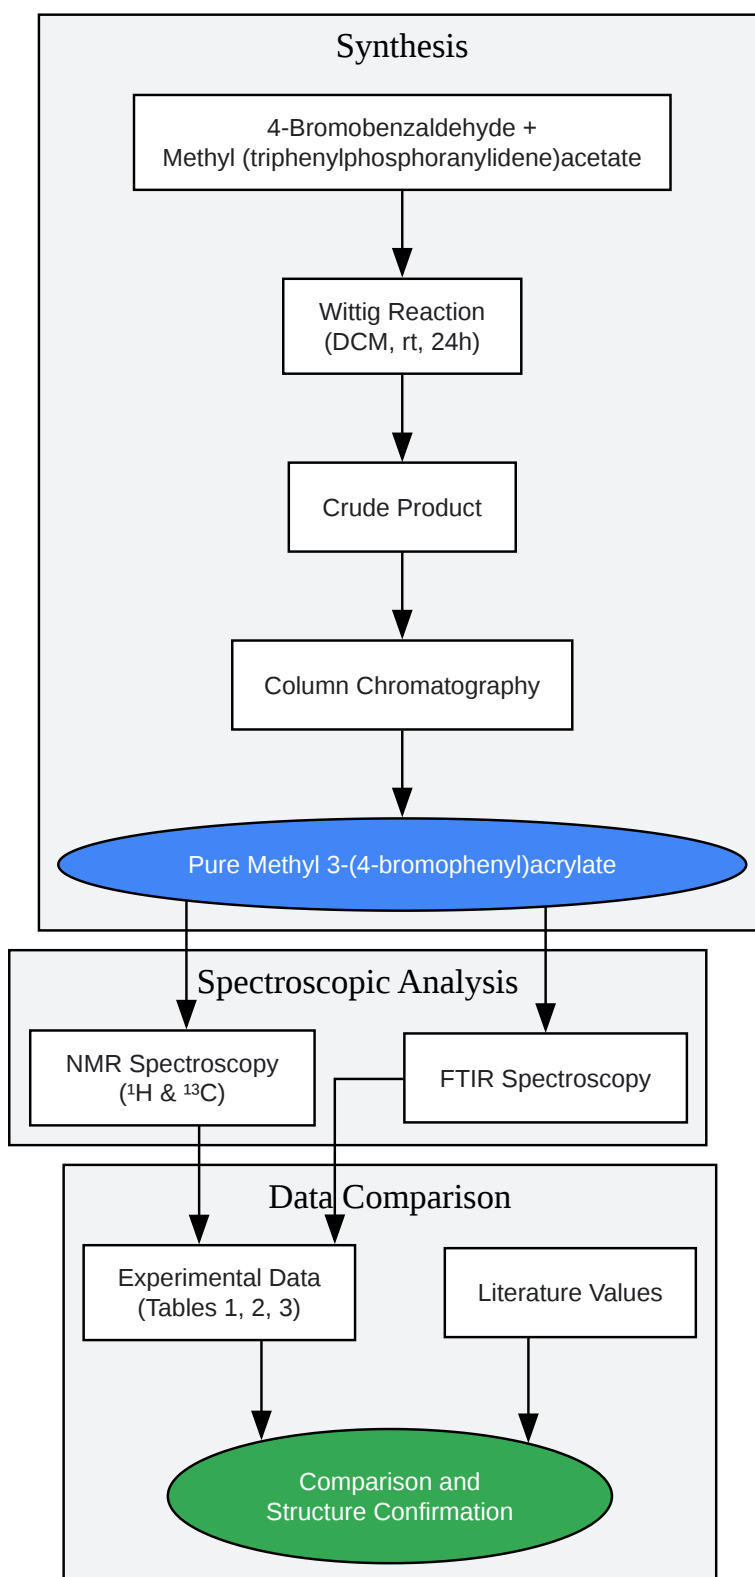 Synthesis
4-Bromobenzaldehyde +
Methyl (triphenylphosphoranylidene)acetate
Wittig Reaction
(DCM, rt, 24h)
Crude Product
Column Chromatography
Pure Methyl 3-(4-bromophenyl)acrylate
Spectroscopic Analysis
NMR Spectroscopy
(¹H & ¹³C)
FTIR Spectroscopy
Data Comparison
Experimental Data
(Tables 1, 2, 3)
Literature Values
Comparison and
Structure Confirmation